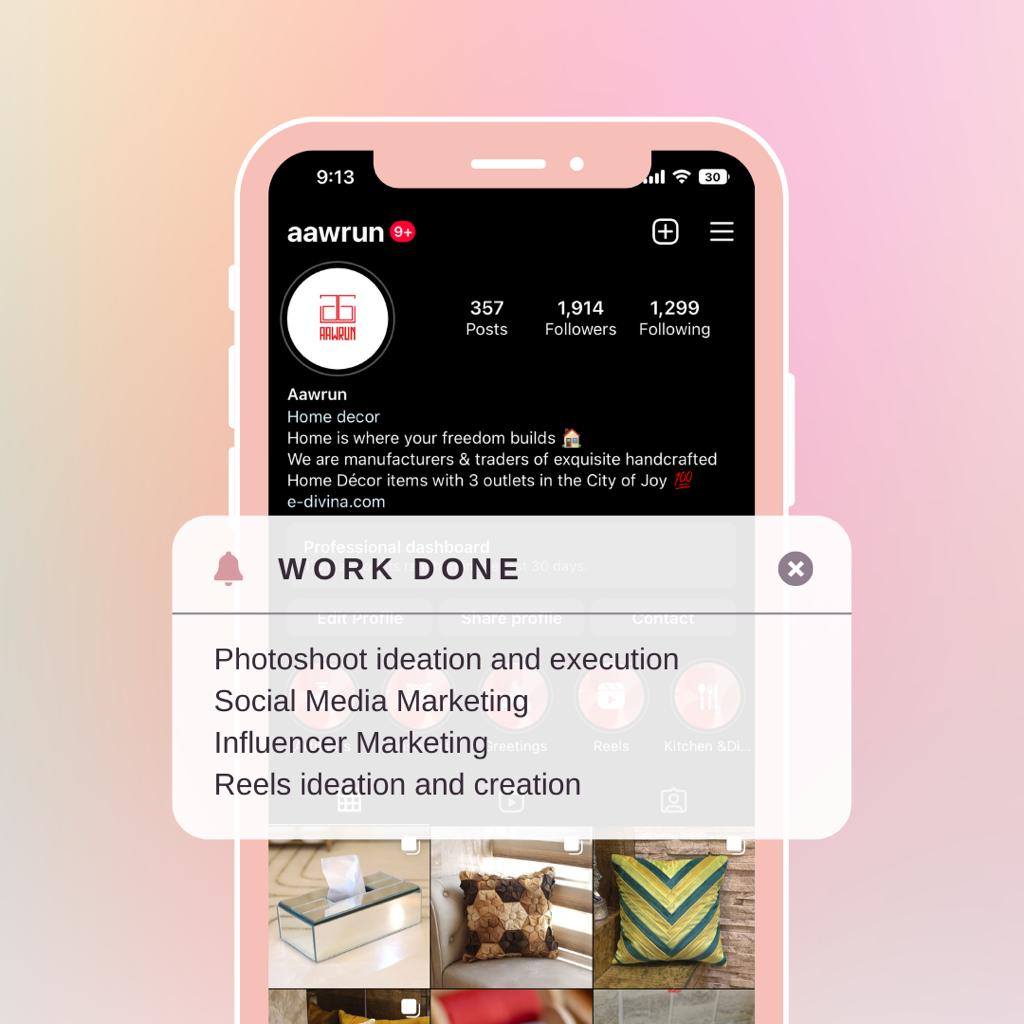 9:13
30
aawrun 9+
AAWRUN
357 1,914 1,299
Posts Followers Following
Aawrun
Home decor
Home is where your freedom builds 🏠
We are manufacturers & traders of exquisite handcrafted
Home Décor items with 3 outlets in the City of Joy 💯
e-divina.com
Professional dashboard
30 days.
WORK DONE
Edit Profile Share profile Contact
Photoshoot ideation and execution
Social Media Marketing
Influencer Marketing
Reels ideation and creation
Greetings Reels Kitchen &Di...